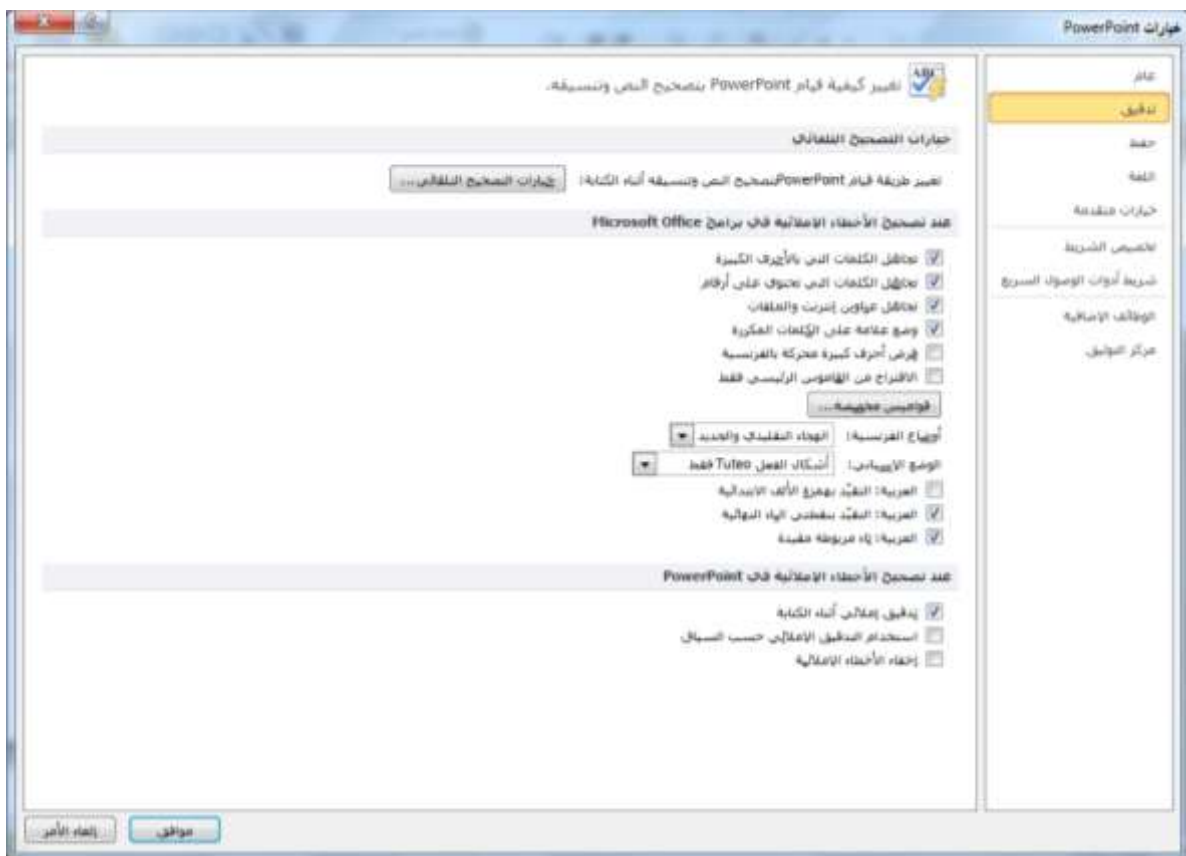 خيارات PowerPoint
عام
تدقيق
حفظ
اللغة
خيارات متقدمة
تخصيص الشريط
شريط أدوات الوصول السريع
الوظائف الإضافية
مركز التوثيق
تغيير كيفية قيام PowerPoint بتصحيح النص وتنسيقه.
خيارات التصحيح التلقائي
تغيير طريقة قيام PowerPointبتصحيح النص وتنسيقه أثناء الكتابة: خيارات التصحيح التلقائي...
عند تصحيح الأخطاء الإملائية في برامج Microsoft Office
تجاهل الكلمات التي بالأحرف الكبيرة
تجاهل الكلمات التي تحتوي على أرقام
تجاهل عناوين إنترنت والملفات
وضع علامة على الكلمات المكررة
فرض أحرف كبيرة محركة بالفرنسية
الاقتراح من القاموس الرئيسي فقط
قواميس مخصصة...
أوضاع الفرنسية: الهجاء التقليدي والجديد
الوضع الإسباني: أشكال الفعل Tuteo فقط
العربية: التقيّد بهمزة الألف الابتدائية
العربية: التقيّد بنقطتي الياء النهائية
العربية: تاء مربوطة مقيدة
عند تصحيح الأخطاء الإملائية في PowerPoint
تدقيق إملائي أثناء الكتابة
استخدام التدقيق الإملائي حسب السياق
إخفاء الأخطاء الإملائية
موافق
إلغاء الأمر